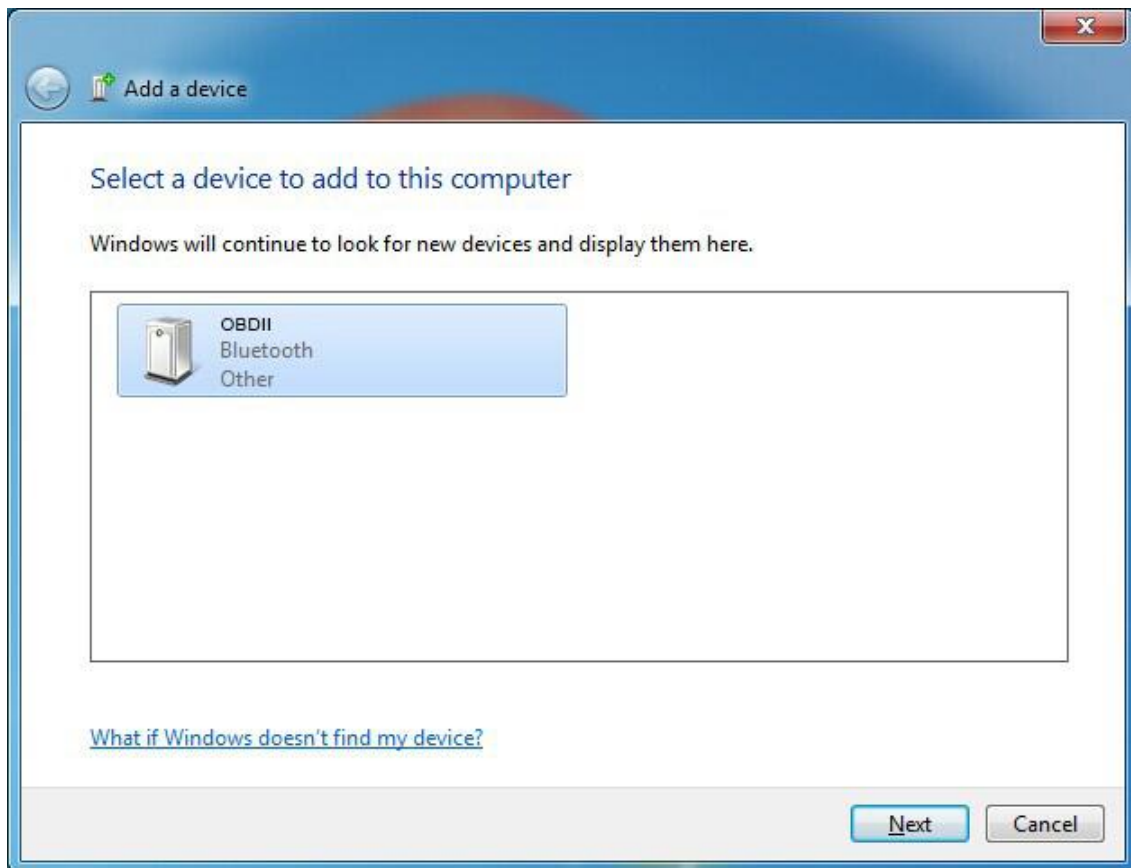 Add a device
Select a device to add to this computer
Windows will continue to look for new devices and display them here.
OBDII
Bluetooth
Other
What if Windows doesn't find my device?
Next
Cancel